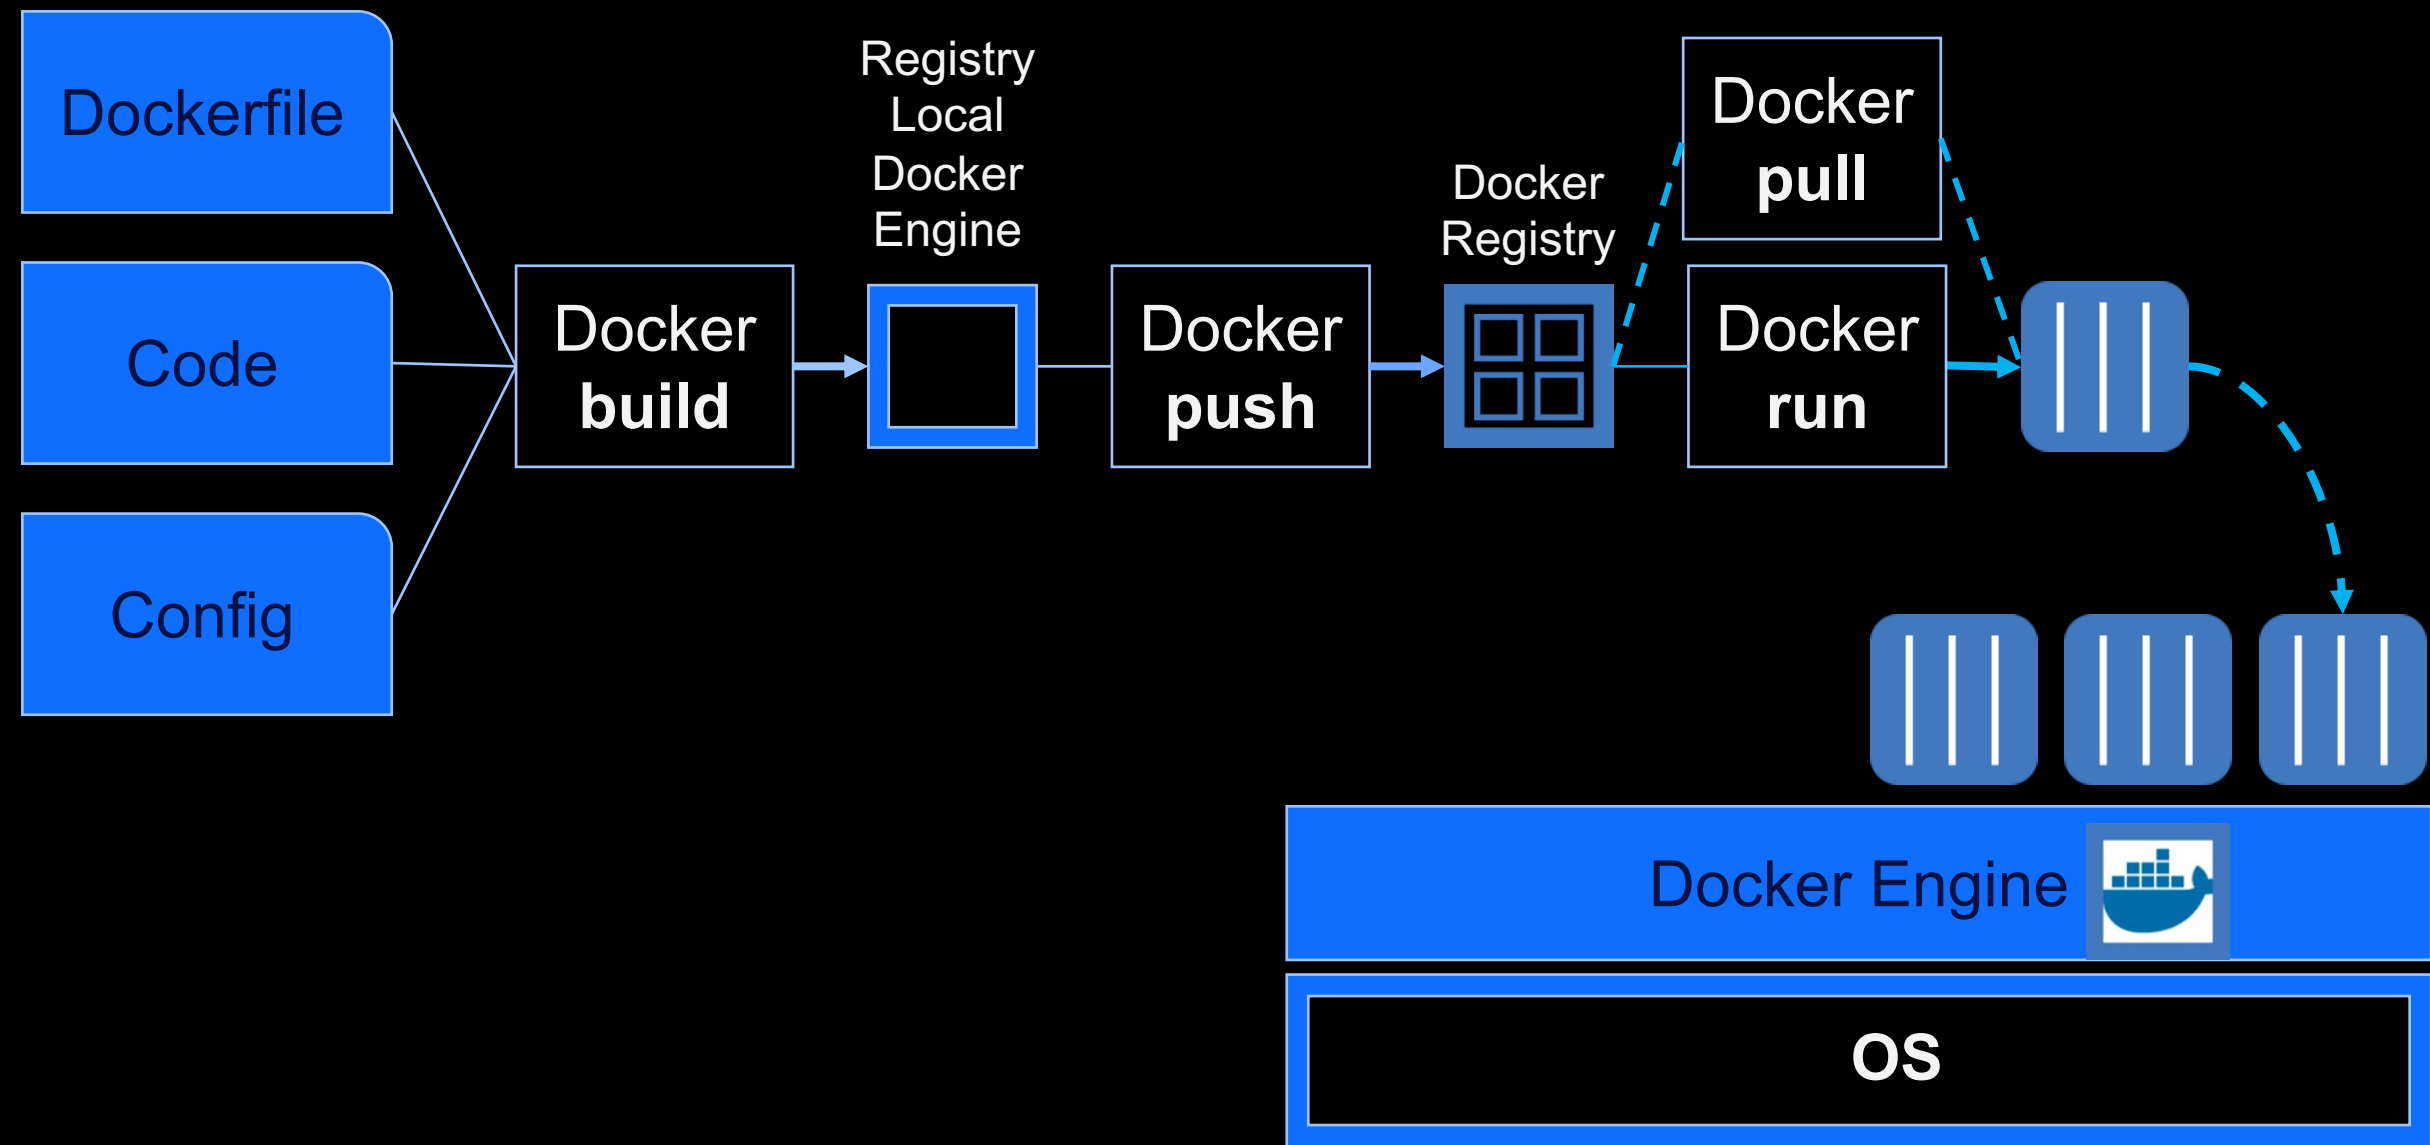 Dockerfile
Code
Config
Docker
build
Registry
Local
Docker
Engine
Docker
push
Docker
Registry
Docker
pull
Docker
run
Docker Engine
OS